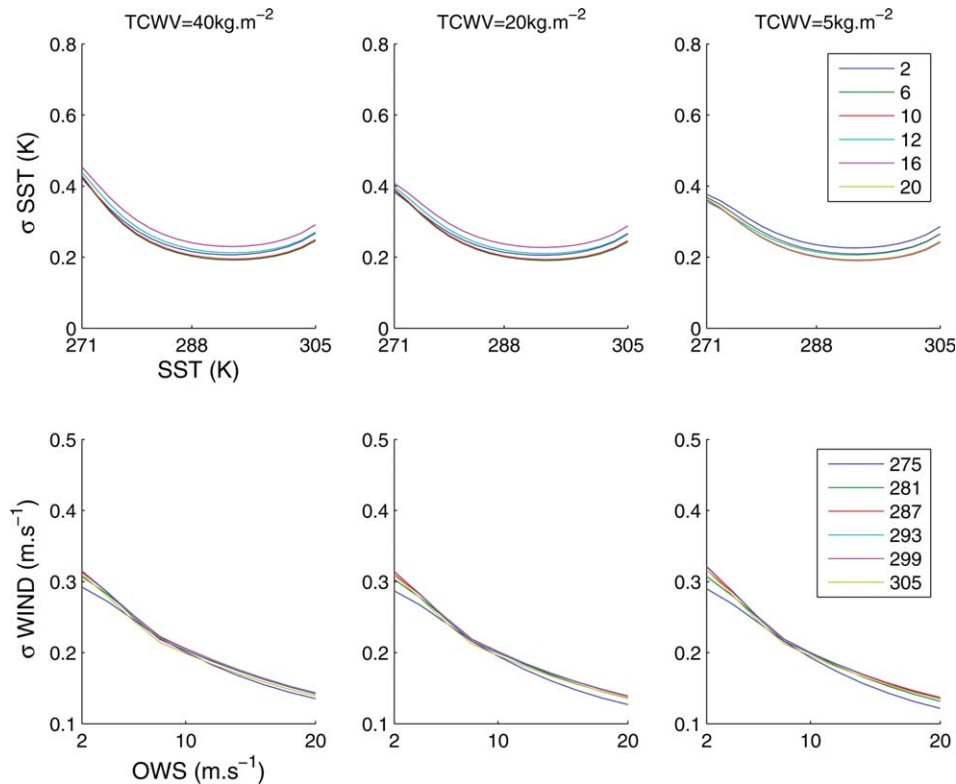 TCWV=40kg.m−2 TCWV=20kg.m−2 TCWV=5kg.m−2
0.8 0.8 0.8
2
6
0.6 0.6 0.6
10
12
16
0.4 0.4 0.4
20
σ SST (K)
0.2 0.2 0.2
0 0 0
271 288 305 271 288 305 271 288 305
SST (K)
0.5 0.5 0.5
275
281
0.4 0.4 0.4
287
293
299
305
σ WIND (m.s−1)
0.3 0.3 0.3
0.2 0.2 0.2
0.1 0.1 0.1
2 10 20 2 10 20 2 10 20
OWS (m.s−1)